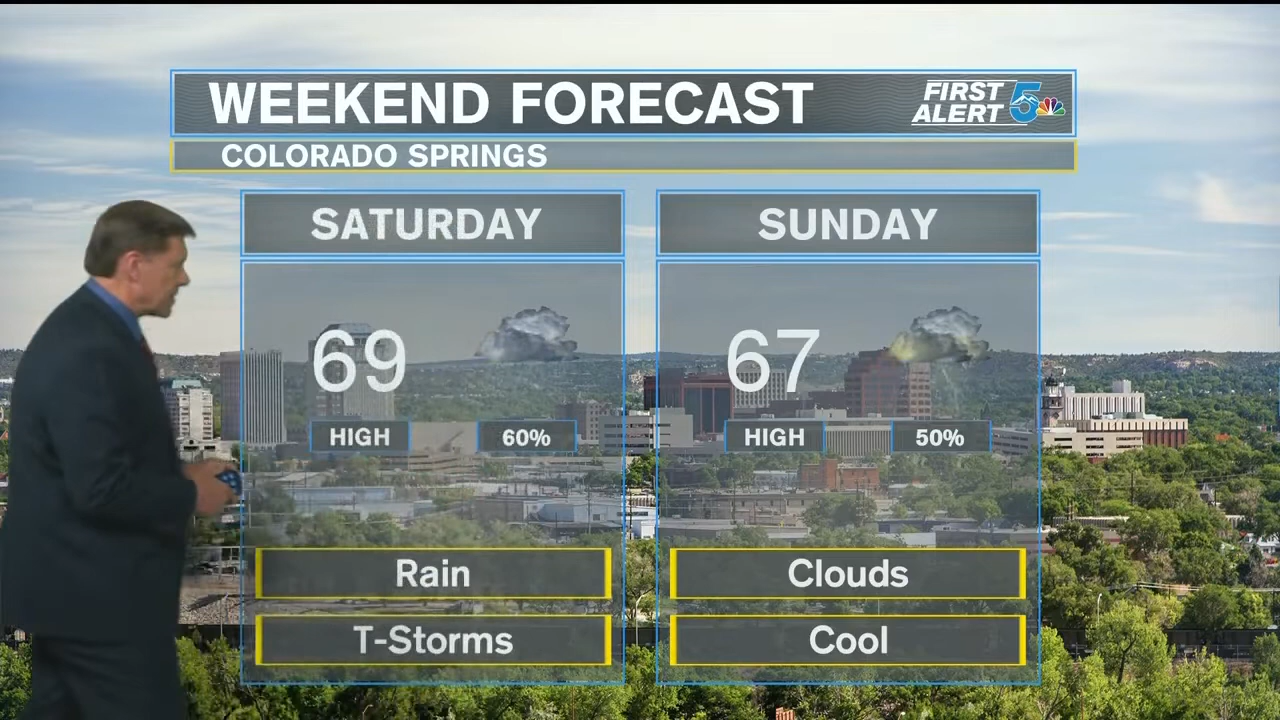 WEEKEND FORECAST
FIRST
ALERT 5
COLORADO SPRINGS
SATURDAY
69
HIGH
60%
Rain
T-Storms
SUNDAY
67
HIGH
50%
Clouds
Cool